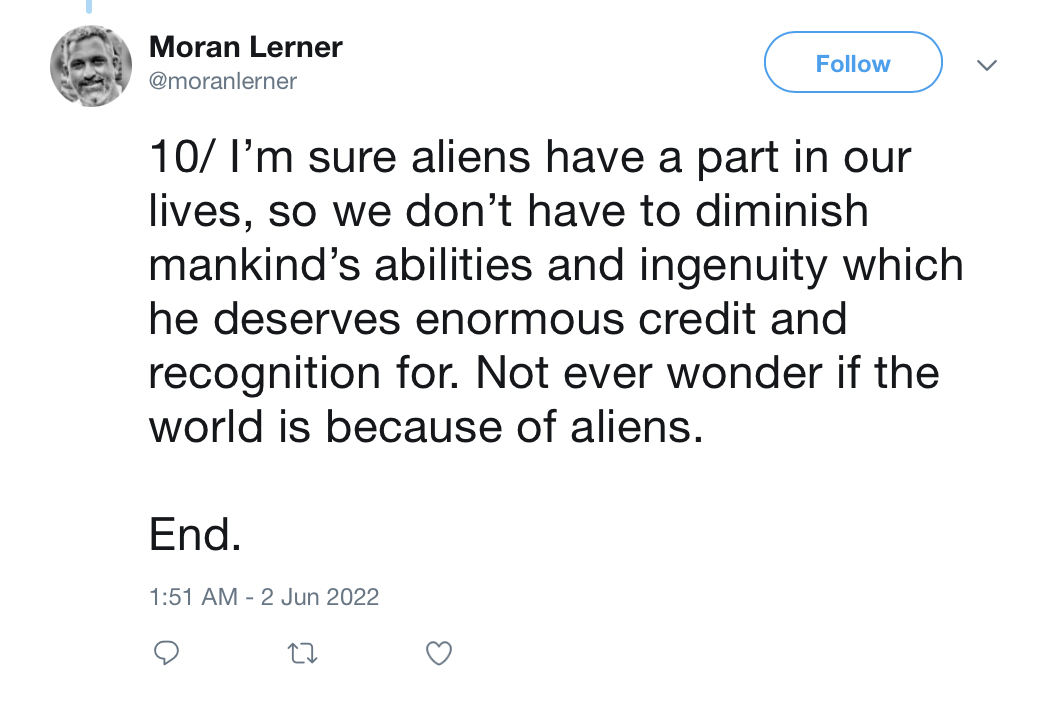 Moran Lerner
@moranlerner
Follow
10/ I’m sure aliens have a part in our
lives, so we don’t have to diminish
mankind’s abilities and ingenuity which
he deserves enormous credit and
recognition for. Not ever wonder if the
world is because of aliens.
End.
1:51 AM - 2 Jun 2022